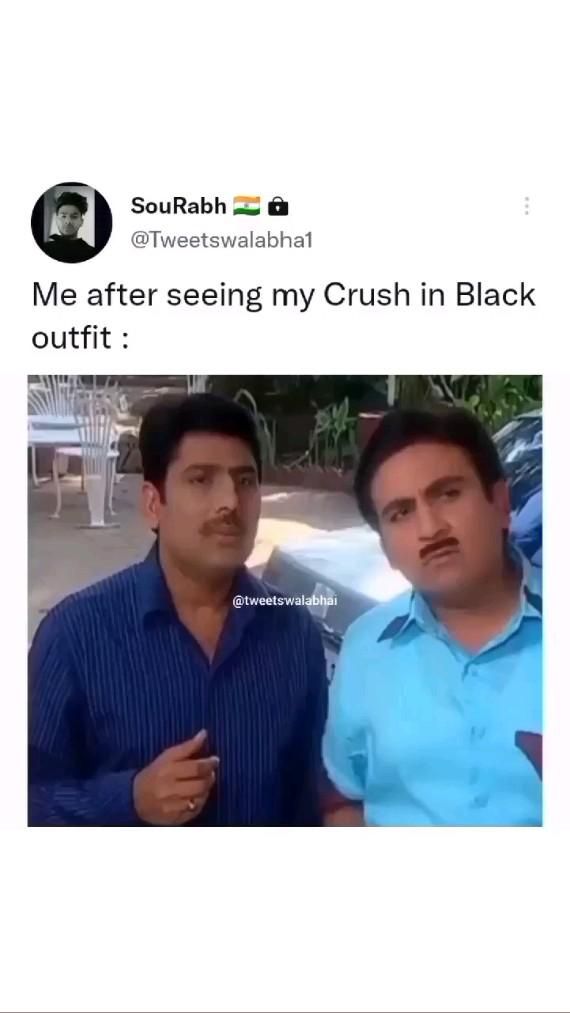 SouRabh 🇮🇳
@Tweetswalabha1
Me after seeing my Crush in Black
outfit :
@tweetswalabhai